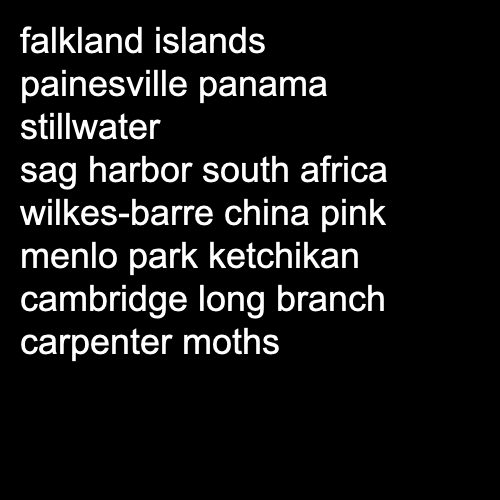 falkland islands
painesville panama
stillwater
sag harbor south africa
wilkes-barre china pink
menlo park ketchikan
cambridge long branch
carpenter moths